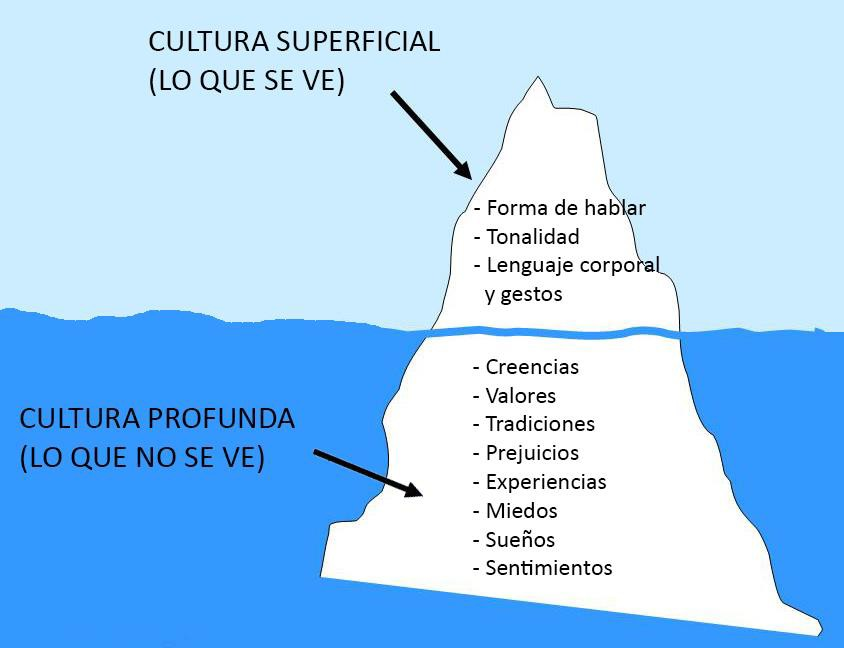 CULTURA SUPERFICIAL
(LO QUE SE VE)
- Forma de hablar
- Tonalidad
- Lenguaje corporal
y gestos
CULTURA PROFUNDA
(LO QUE NO SE VE)
- Creencias
- Valores
- Tradiciones
- Prejuicios
- Experiencias
- Miedos
- Sueños
- Sentimientos